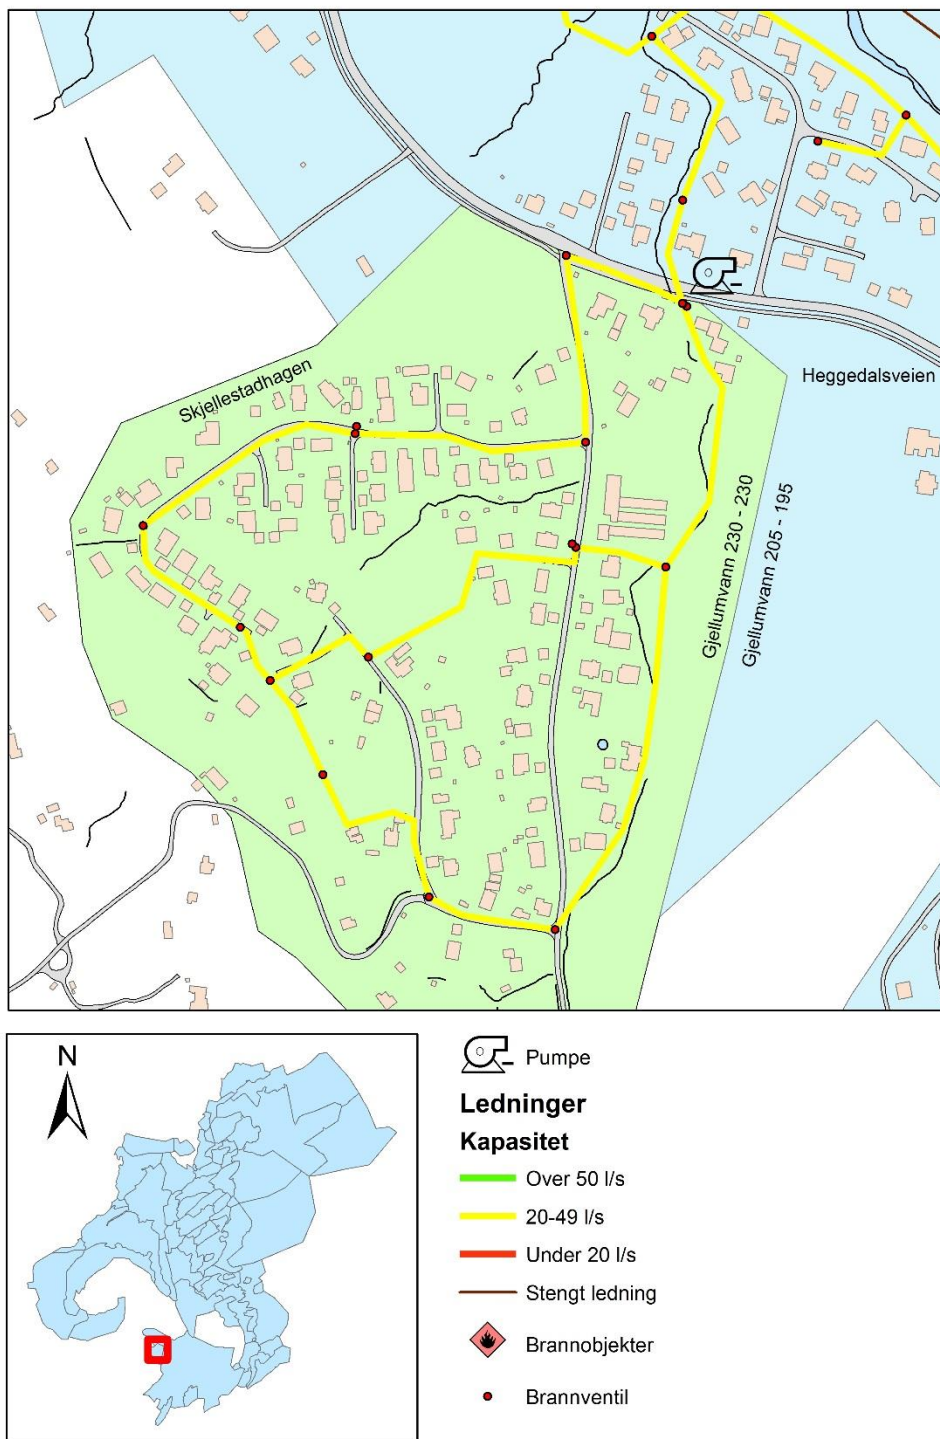 Skjellestadhagen
Heggedalsveien
Gjellumvann 230 - 230
Gjellumvann 205 - 195
N
Pumpe
Ledninger
Kapasitet
Over 50 l/s
20-49 l/s
Under 20 l/s
Stengt ledning
Brannobjekter
Brannventil